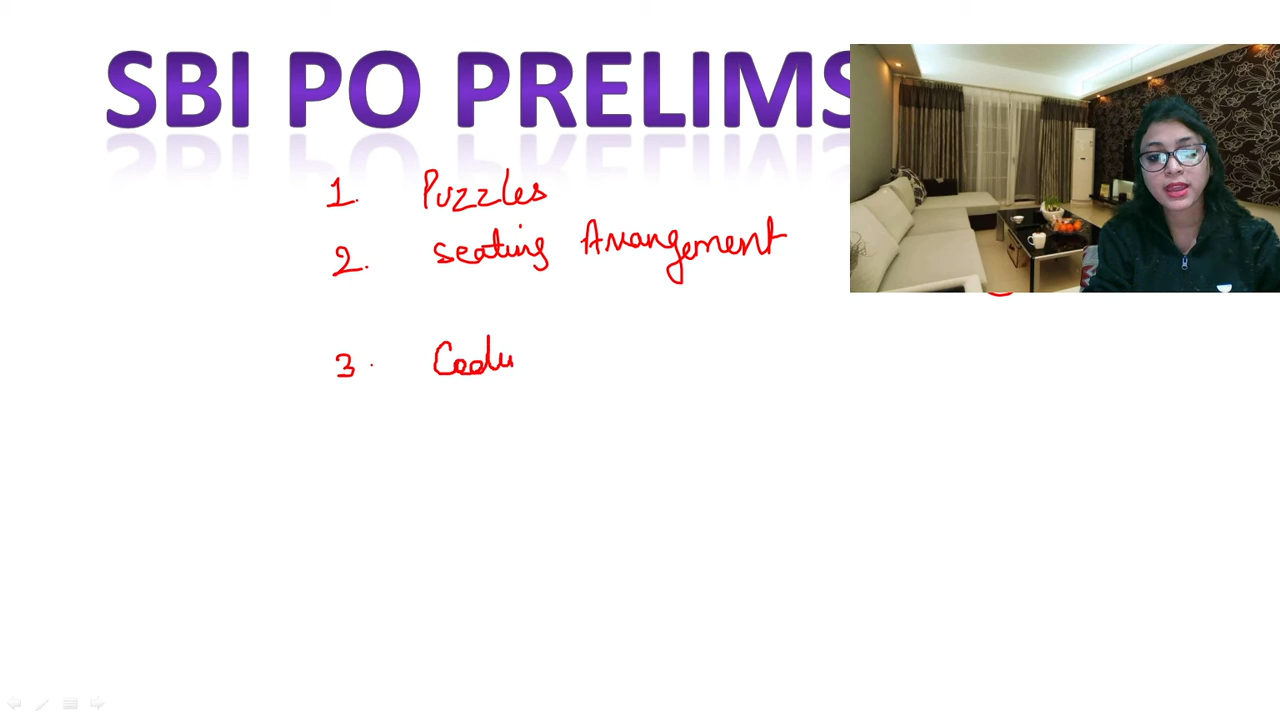 SBI PO PRELIMS
1. Puzzles
2. seating Arrangement
3.